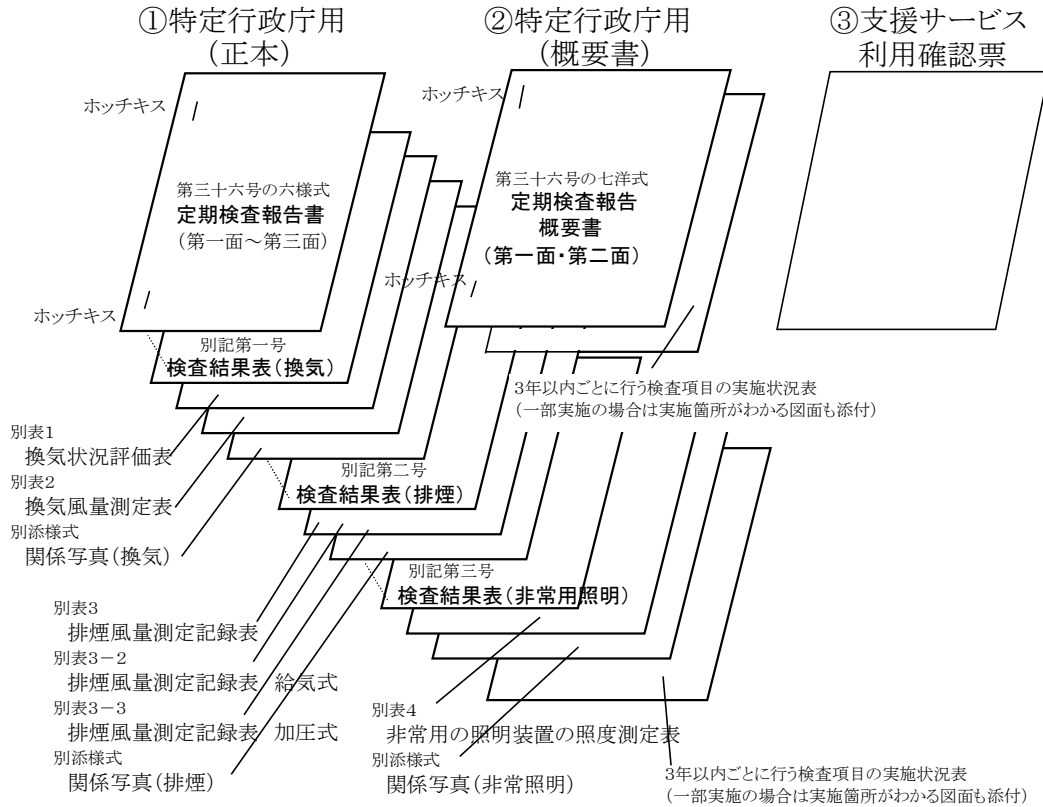 ①特定行政庁用
(正本)
②特定行政庁用
(概要書)
③支援サービス
利用確認票
ホッチキス
第三十六号の六様式
定期検査報告書
(第一面～第三面)
ホッチキス
ホッチキス
第三十六号の七洋式
定期検査報告
概要書
(第一面・第二面)
ホッチキス
別記第一号
検査結果表(換気)
3年以内ごとに行う検査項目の実施状況表
(一部実施の場合は実施箇所がわかる図面も添付)
別表1
換気状況評価表
別表2
換気風量測定表
別添様式
関係写真(換気)
別記第二号
検査結果表(排煙)
別記第三号
検査結果表(非常用照明)
別表3
排煙風量測定記録表
別表3－2
排煙風量測定記録表　給気式
別表3－3
排煙風量測定記録表　加圧式
別添様式
関係写真(排煙)
別表4
非常用の照明装置の照度測定表
別添様式
関係写真(非常照明)
3年以内ごとに行う検査項目の実施状況表
(一部実施の場合は実施箇所がわかる図面も添付)